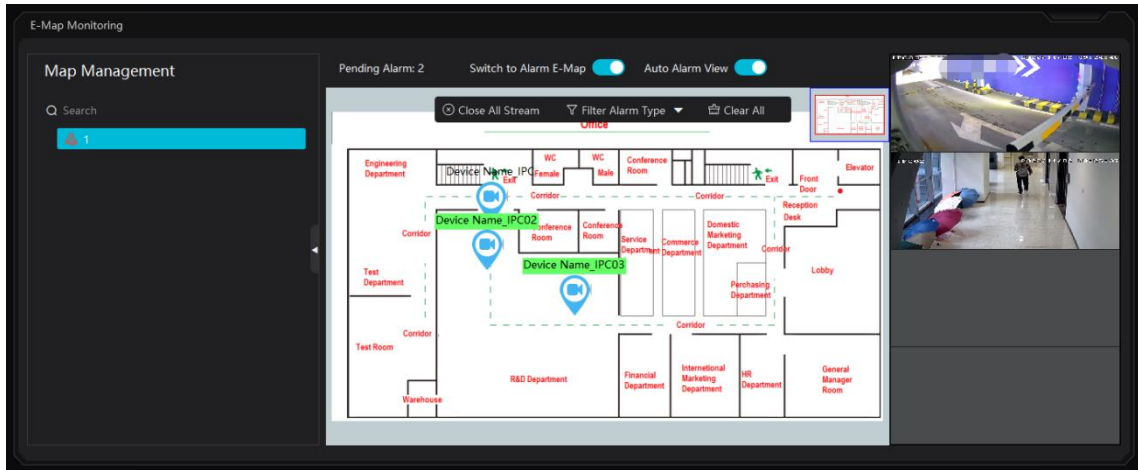 E-Map Monitoring
Map Management
Search
1
Pending Alarm: 2
Switch to Alarm E-Map
Auto Alarm View
Close All Stream
Filter Alarm Type
Clear All
Office
Engineering
Department
Device Name_IPC
Exit
WC
Female
WC
Male
Conference
Room
Exit
Front
Door
Elevator
Corridor
Corridor
Reception
Desk
Device Name_IPC02
Corridor
Conference
Room
Conference
Room
Service
Department
Commerce
Department
Domestic
Marketing
Department
Corridor
Device Name_IPC03
Test
Department
Lobby
Perchasing
Department
Corridor
Corridor
Test Room
R&D Department
Financial
Department
Internetional
Marketing
Department
HR
Department
General
Manager
Room
Warehouse